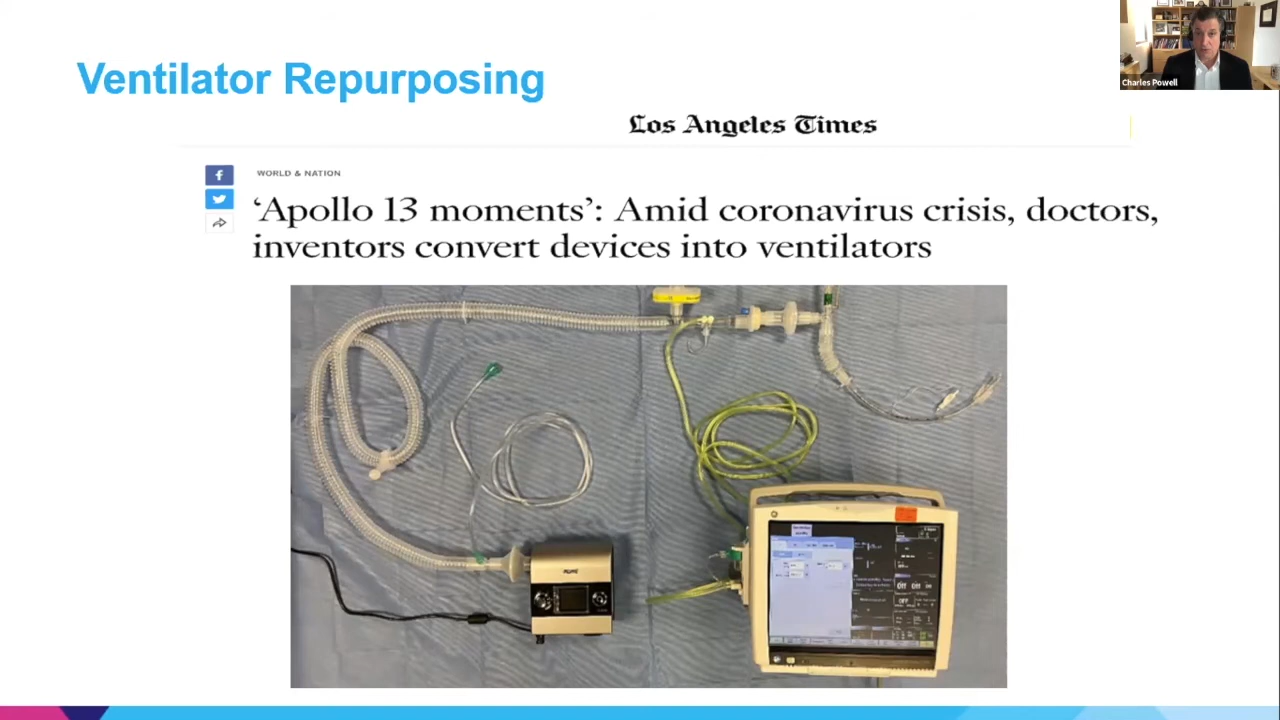 Ventilator Repurposing
Charles Powell
Los Angeles Times
WORLD & NATION
‘Apollo 13 moments’: Amid coronavirus crisis, doctors,
inventors convert devices into ventilators